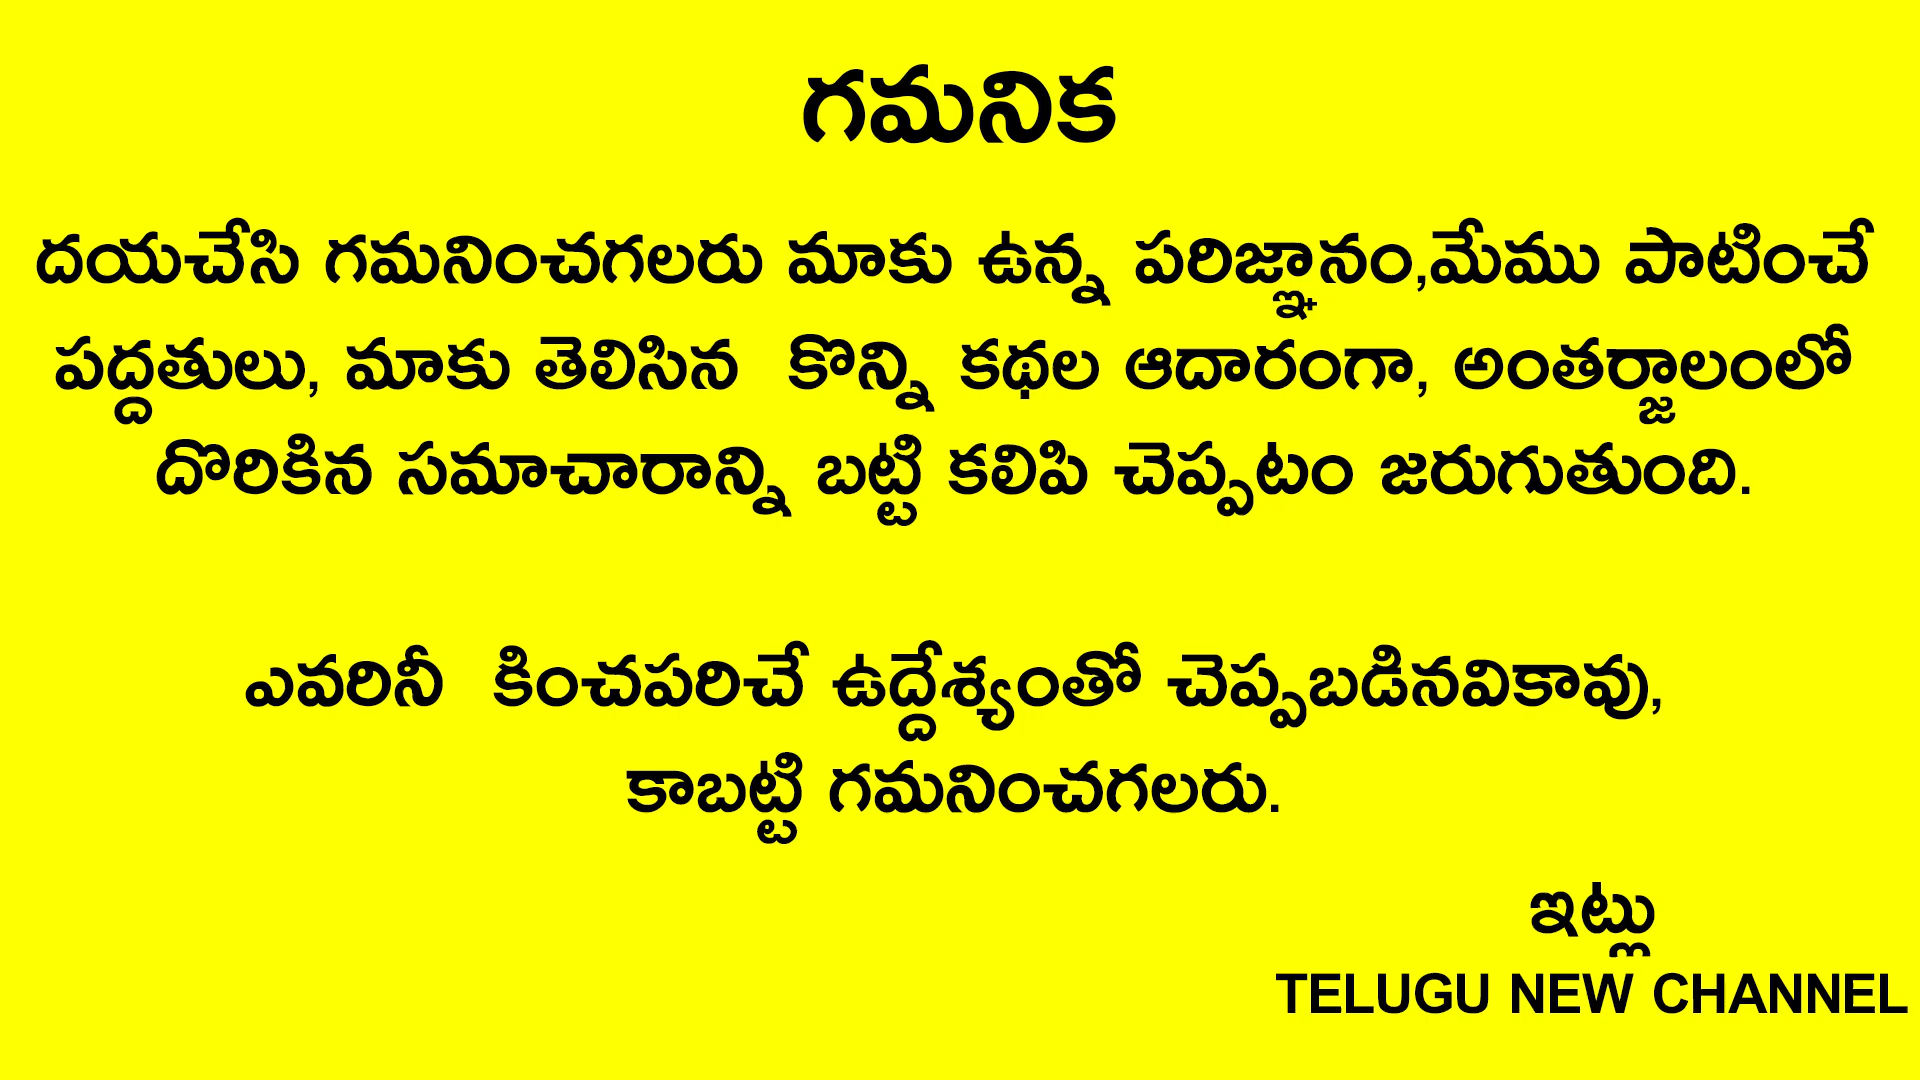 గమనిక
దయచేసి గమనించగలరు మాకు ఉన్న పరిజ్ఞానం,మేము పాటించే
పద్దతులు, మాకు తెలిసిన కొన్ని కథల ఆదారంగా, అంతర్జాలంలో
దొరికిన సమాచారాన్ని బట్టి కలిపి చెప్పటం జరుగుతుంది.
ఎవరినీ కించపరిచే ఉద్దేశ్యంతో చెప్పబడినవికావు,
కాబట్టి గమనించగలరు.
ఇట్లు
TELUGU NEW CHANNEL